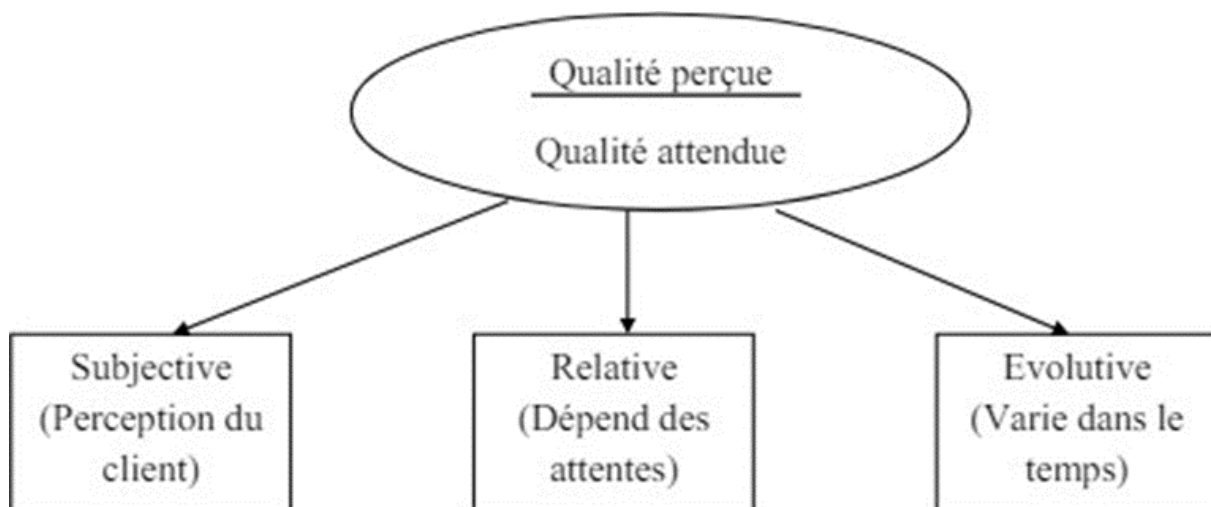 Qualité perçue
Qualité attendue
Subjective
(Perception du
client)
Relative
(Dépend des
attentes)
Evolutive
(Varie dans le
temps)